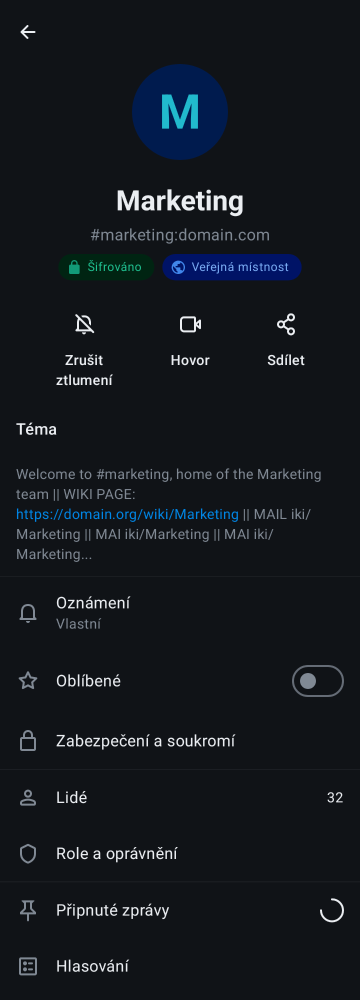 M
Marketing
#marketing:domain.com
Šifrováno
Veřejná místnost
Zrušit
ztlumení
Hovor
Sdílet
Téma
Welcome to #marketing, home of the Marketing
team || WIKI PAGE:
https://domain.org/wiki/Marketing || MAIL iki/
Marketing || MAI iki/Marketing || MAI iki/
Marketing...
Oznámení
Vlastní
Oblíbené
Zabezpečení a soukromí
Lidé 32
Role a oprávnění
Připnuté zprávy
Hlasování